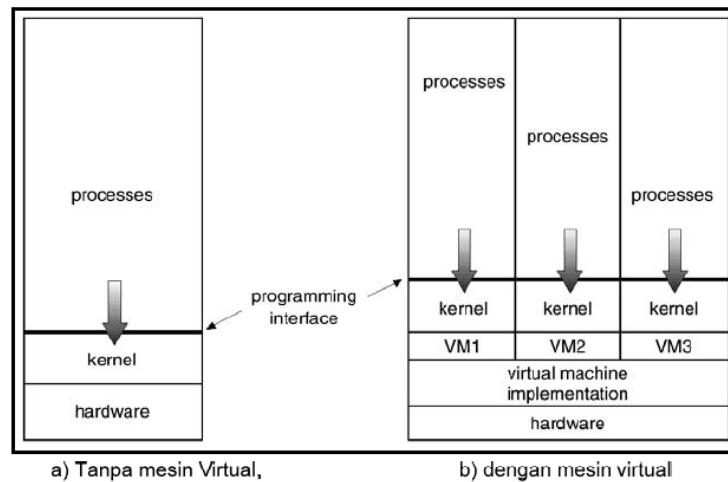 processes
kernel
hardware
programming
interface
processes
processes
processes
kernel
kernel
kernel
VM1
VM2
VM3
virtual machine
implementation
hardware
a) Tanpa mesin Virtual,
b) dengan mesin virtual